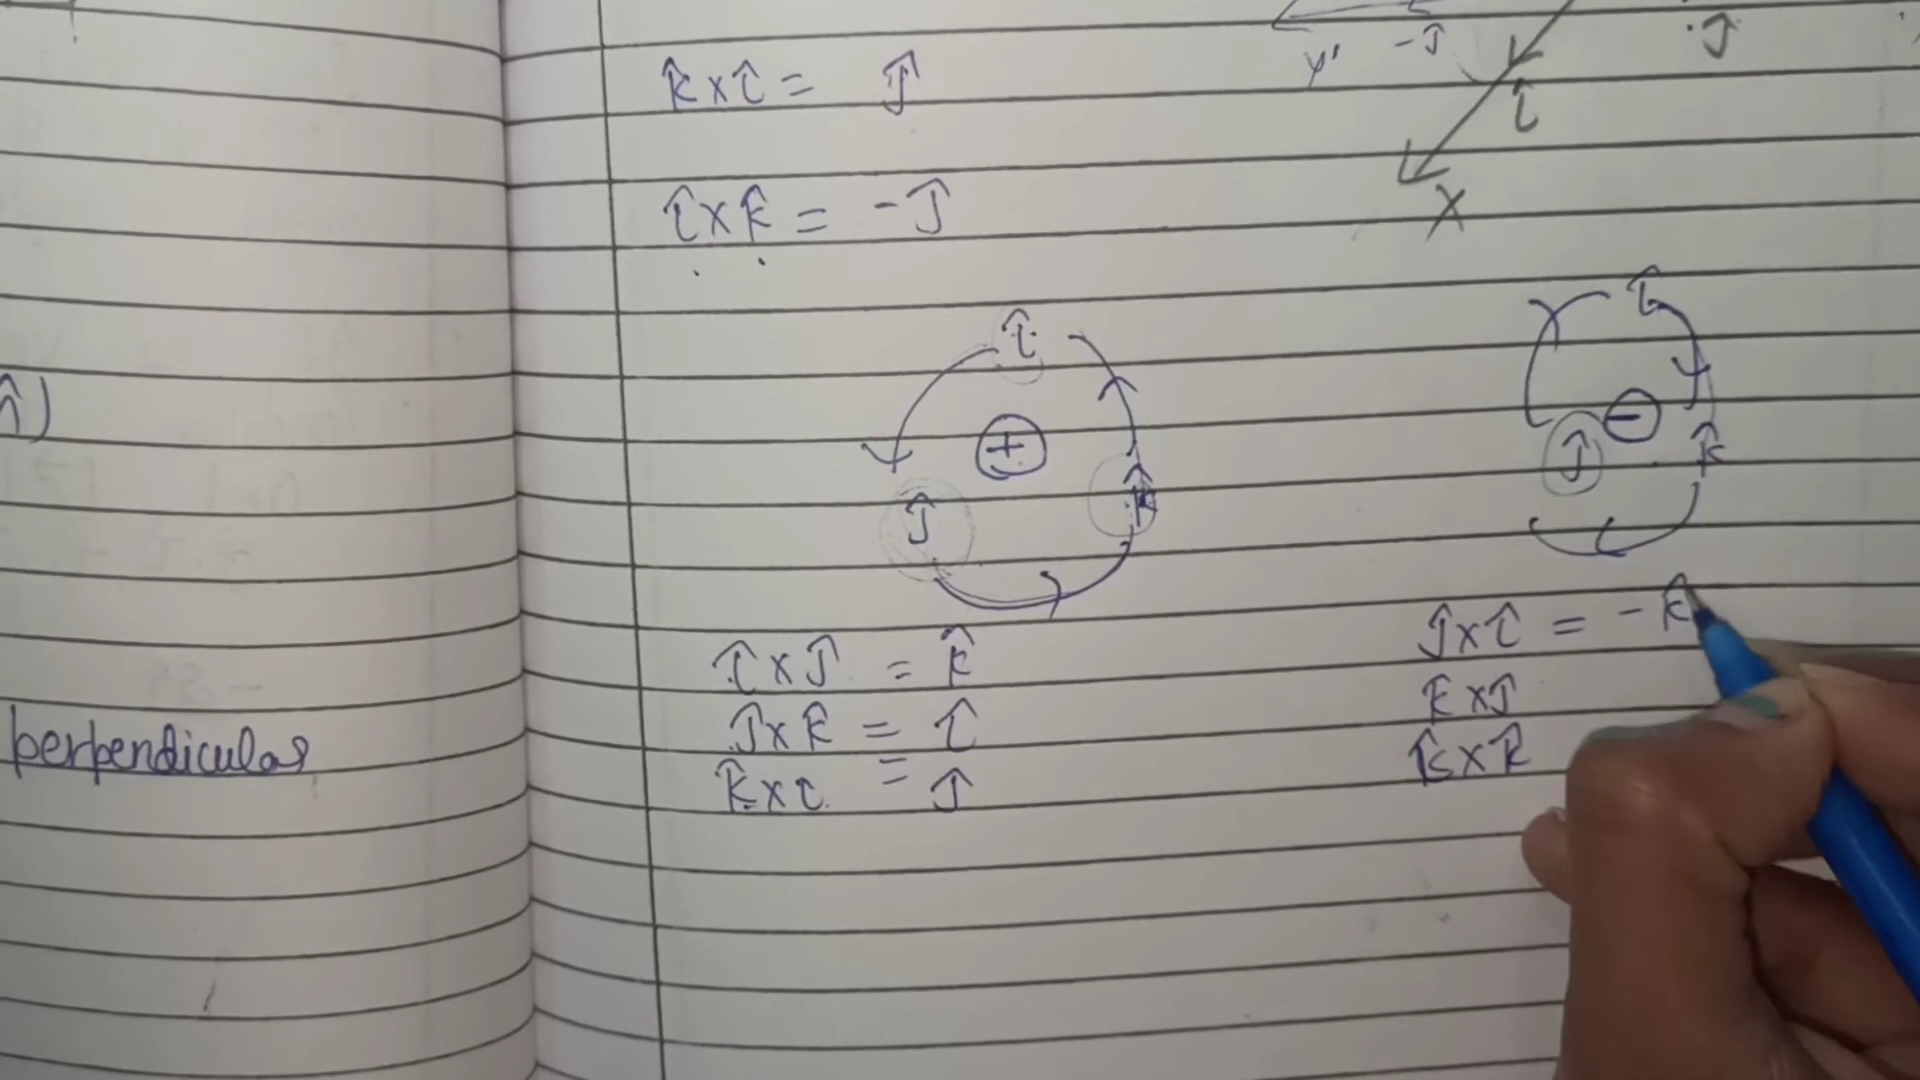 k̂ × î = ĵ
î × k̂ = -ĵ
y' -ĵ ĵ
î
X
î
+
ĵ k̂
î
-
ĵ k̂
n̂)
perpendicular
î × ĵ = k̂
ĵ × k̂ = î
k̂ × î = ĵ
ĵ × î = - k̂
k̂ × ĵ
k̂ × k̂